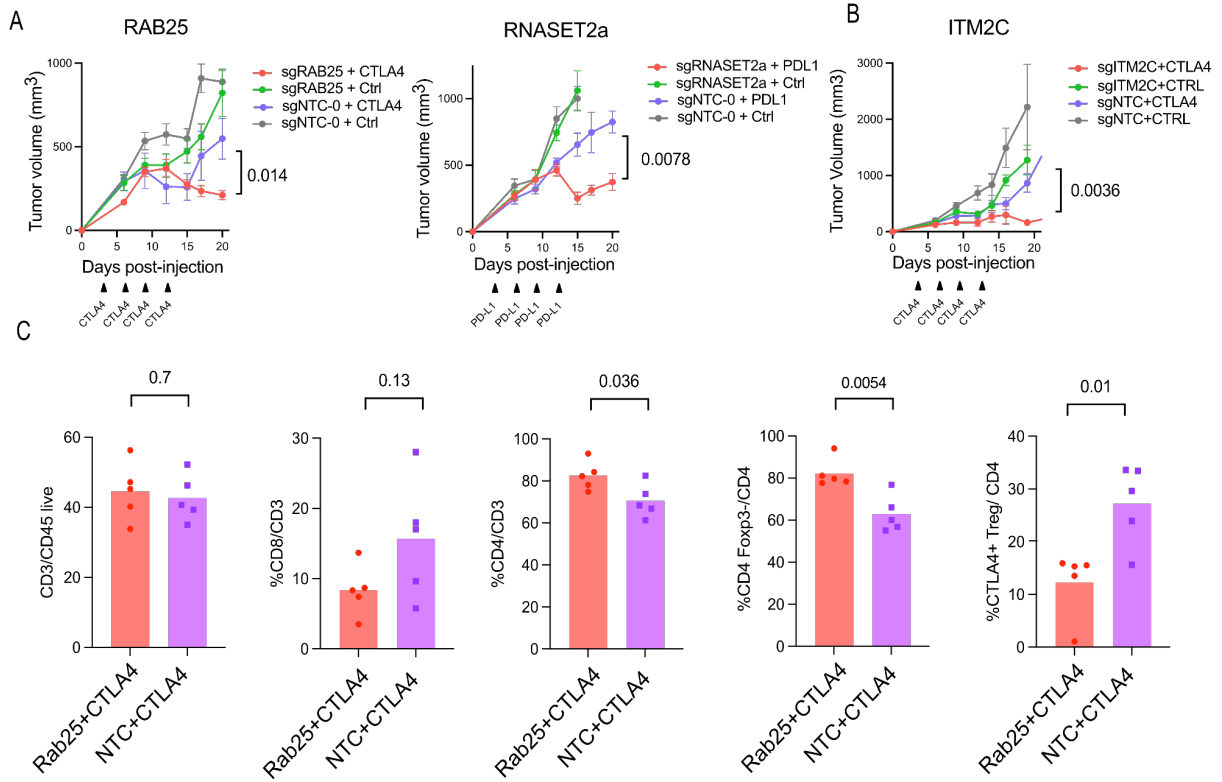 A
RAB25
Tumor volume (mm3)
1000
500
0
0 5 10 15 20
Days post-injection
CTLA4 CTLA4 CTLA4 CTLA4
sgRAB25 + CTLA4
sgRAB25 + Ctrl
sgNTC-0 + CTLA4
sgNTC-0 + Ctrl
0.014
RNASET2a
Tumor volume (mm3)
1000
500
0
0 5 10 15 20
Days post-injection
PD-L1 PD-L1 PD-L1 PD-L1
sgRNASET2a + PDL1
sgRNASET2a + Ctrl
sgNTC-0 + PDL1
sgNTC-0 + Ctrl
0.0078
B
ITM2C
Tumor volume (mm3)
3000
2000
1000
0
0 5 10 15 20
Days post-injection
CTLA4 CTLA4 CTLA4 CTLA4
sgITM2C+CTLA4
sgITM2C+CTRL
sgNTC+CTLA4
sgNTC+CTRL
0.0036
C
0.7
CD3/CD45 live
60
40
20
0
Rab25+CTLA4
NTC+CTLA4
0.13
%CD8/CD3
30
20
10
0
Rab25+CTLA4
NTC+CTLA4
0.036
%CD4/CD3
100
80
60
40
20
0
Rab25+CTLA4
NTC+CTLA4
0.0054
%CD4 Foxp3-/CD4
100
80
60
40
20
0
Rab25+CTLA4
NTC+CTLA4
0.01
%CTLA4+ Treg/ CD4
40
30
20
10
0
Rab25+CTLA4
NTC+CTLA4